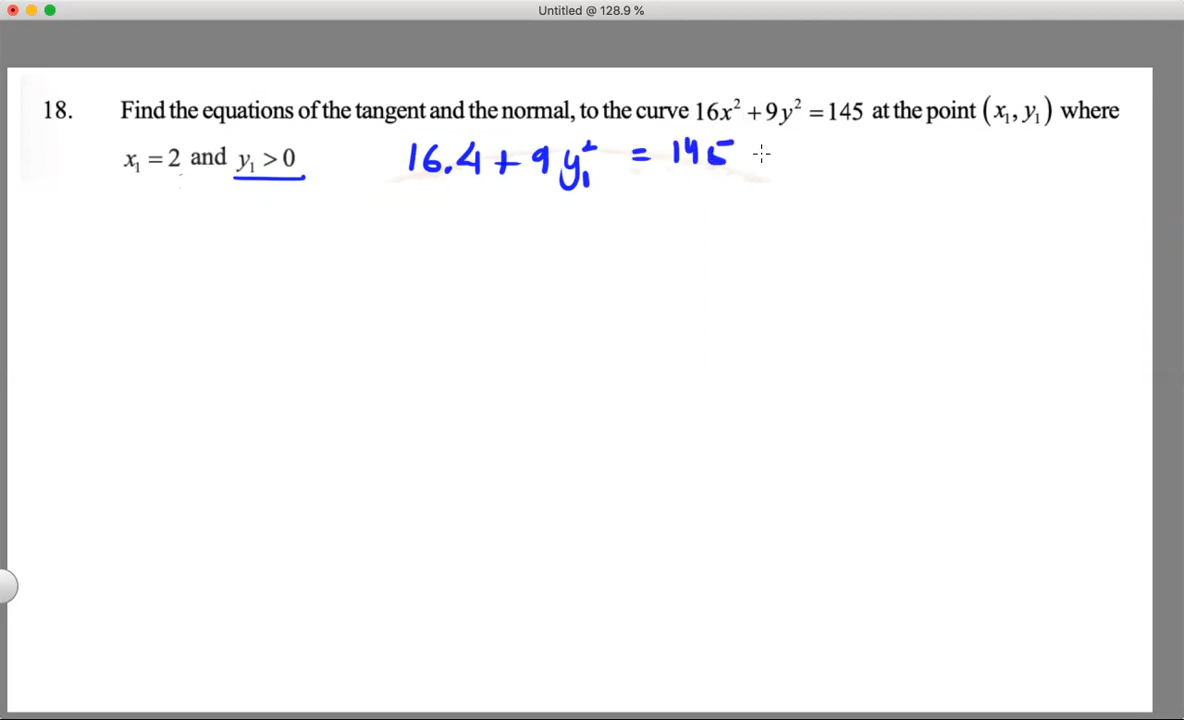 Untitled @ 128.9 %
18. Find the equations of the tangent and the normal, to the curve 16x² + 9y² = 145 at the point (x₁, y₁) where
x₁ = 2 and y₁ > 0 16.4 + 9y₁² = 145